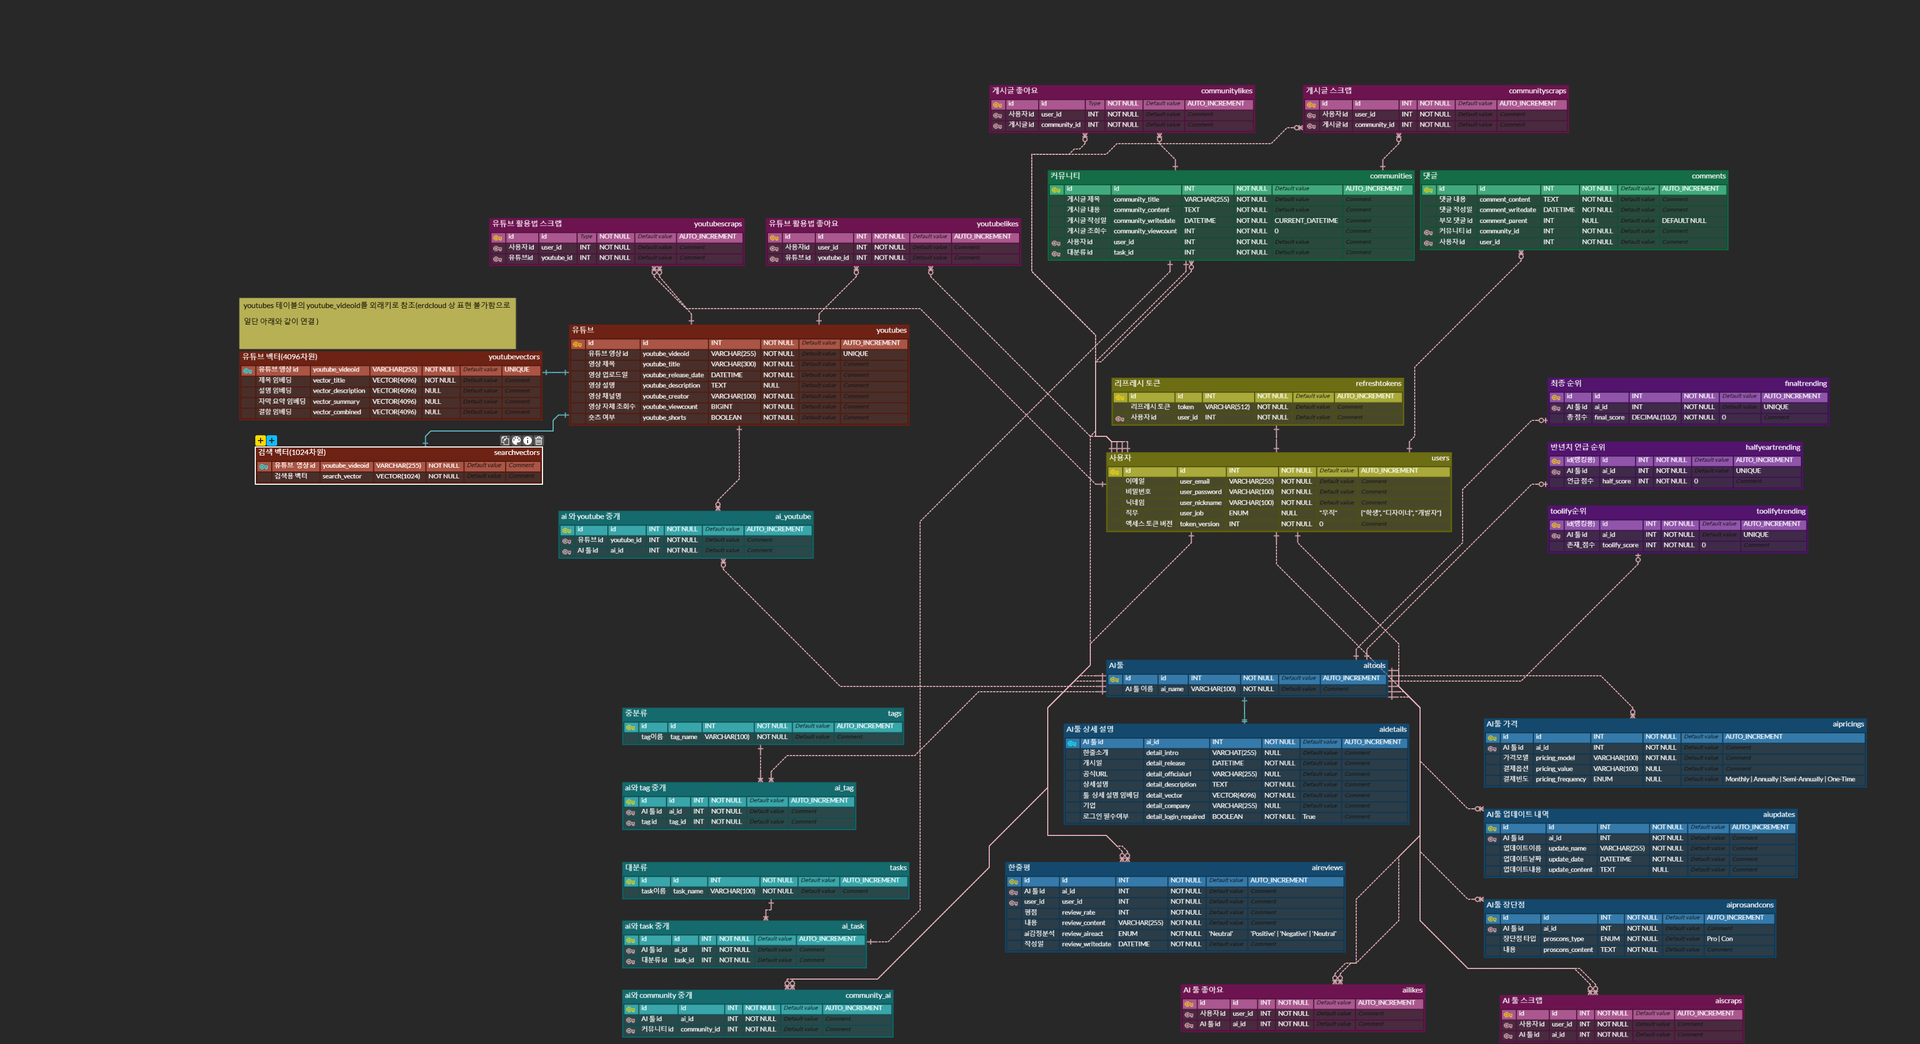 게시글 좋아요 communitylikes
id id Type NOT NULL Default value AUTO_INCREMENT
사용자 id user_id INT NOT NULL Default value Comment
게시글 id community_id INT NOT NULL Default value Comment
게시글 스크랩 communityscraps
id id INT NOT NULL Default value AUTO_INCREMENT
사용자 id user_id INT NOT NULL Default value Comment
게시글 id community_id INT NOT NULL Default value Comment
커뮤니티 communities
id id INT NOT NULL Default value AUTO_INCREMENT
게시글 제목 community_title VARCHAR(255) NOT NULL Default value Comment
게시글 내용 community_content TEXT NOT NULL Default value Comment
게시글 작성일 community_writedate DATETIME NOT NULL CURRENT_DATETIME Comment
게시글 조회수 community_viewcount INT NOT NULL 0 Comment
사용자 id user_id INT NOT NULL Default value Comment
대분류 id task_id INT NOT NULL Default value Comment
댓글 comments
id id INT NOT NULL Default value AUTO_INCREMENT
댓글 내용 comment_content TEXT NOT NULL Default value Comment
댓글 작성일 comment_writedate DATETIME NOT NULL Default value Comment
부모 댓글 id comment_parent INT NULL Default value DEFAULT NULL
커뮤니티 id community_id INT NOT NULL Default value Comment
사용자 id user_id INT NOT NULL Default value Comment
유튜브 활용법 스크랩 youtubescraps
id id Type NOT NULL Default value AUTO_INCREMENT
사용자 id user_id INT NOT NULL Default value Comment
유튜브id youtube_id INT NOT NULL Default value Comment
유튜브 활용법 좋아요 youtubelikes
id id INT NOT NULL Default value AUTO_INCREMENT
사용자id user_id INT NOT NULL Default value Comment
유튜브 id youtube_id INT NOT NULL Default value Comment
youtubes 테이블의 youtube_videoid를 외래키로 참조(erdcloud 상 표현 불가함으로
일단 아래와 같이 연결 )
유튜브 벡터(4096차원) youtubevectors
유튜브 영상 id youtube_videoid VARCHAR(255) NOT NULL Default value UNIQUE
제목 임베딩 vector_title VECTOR(4096) NOT NULL Default value Comment
설명 임베딩 vector_description VECTOR(4096) NULL Default value Comment
자막 요약 임베딩 vector_summary VECTOR(4096) NULL Default value Comment
결합 임베딩 vector_combined VECTOR(4096) NULL Default value Comment
유튜브 youtubes
id id INT NOT NULL Default value AUTO_INCREMENT
유튜브 영상 id youtube_videoid VARCHAR(255) NOT NULL Default value UNIQUE
영상 제목 youtube_title VARCHAR(300) NOT NULL Default value Comment
영상 업로드일 youtube_release_date DATETIME NOT NULL Default value Comment
영상 설명 youtube_description TEXT NULL Default value Comment
영상 채널명 youtube_creator VARCHAR(100) NOT NULL Default value Comment
영상 자체 조회수 youtube_viewcount BIGINT NOT NULL Default value Comment
숏츠 여부 youtube_shorts BOOLEAN NOT NULL Default value Comment
검색 벡터(1024차원) searchvectors
유튜브 영상 id youtube_videoid VARCHAR(255) NOT NULL Default value Comment
검색용 벡터 search_vector VECTOR(1024) NOT NULL Default value Comment
리프레시 토큰 refreshtokens
id id INT NOT NULL Default value AUTO_INCREMENT
리프레시 토큰 token VARCHAR(512) NOT NULL Default value Comment
사용자 id user_id INT NOT NULL Default value Comment
사용자 users
id id INT NOT NULL Default value AUTO_INCREMENT
이메일 user_email VARCHAR(255) NOT NULL Default value Comment
비밀번호 user_password VARCHAR(100) NOT NULL Default value Comment
닉네임 user_nickname VARCHAR(100) NOT NULL Default value Comment
직무 user_job ENUM NULL "무직" ["학생","디자이너","개발자"]
액세스 토큰 버전 token_version INT NOT NULL 0 Comment
최종 순위 finaltrending
id id INT NOT NULL Default value AUTO_INCREMENT
AI 툴 id ai_id INT NOT NULL Default value UNIQUE
총 점수 final_score DECIMAL(10,2) NOT NULL 0 Comment
반년치 언급 순위 halfyeartrending
id(랭킹용) id INT NOT NULL Default value AUTO_INCREMENT
AI 툴 id ai_id INT NOT NULL Default value UNIQUE
언급 점수 half_score INT NOT NULL 0 Comment
toolify순위 toolifytrending
id(랭킹용) id INT NOT NULL Default value AUTO_INCREMENT
AI 툴 id ai_id INT NOT NULL Default value UNIQUE
존재_점수 toolify_score INT NOT NULL 0 Comment
ai 와 youtube 중개 ai_youtube
id id INT NOT NULL Default value AUTO_INCREMENT
유튜브 id youtube_id INT NOT NULL Default value Comment
AI 툴 id ai_id INT NOT NULL Default value Comment
AI툴 aitools
id id INT NOT NULL Default value AUTO_INCREMENT
AI 툴 이름 ai_name VARCHAR(100) NOT NULL Default value Comment
AI툴 상세 설명 aidetails
AI 툴 id ai_id INT NOT NULL Default value AUTO_INCREMENT
한줄소개 detail_intro VARCHAT(255) NULL Default value Comment
개시일 detail_release DATETIME NOT NULL Default value Comment
공식URL detail_officialurl VARCHAR(255) NULL Default value Comment
상세설명 detail_description TEXT NOT NULL Default value Comment
툴 상세 설명 임베딩 detail_vector VECTOR(4096) NOT NULL Default value Comment
기업 detail_company VARCHAR(255) NULL Default value Comment
로그인 필수여부 detail_login_required BOOLEAN NOT NULL True Comment
중분류 tags
id id INT NOT NULL Default value AUTO_INCREMENT
tag이름 tag_name VARCHAR(100) NOT NULL Default value Comment
ai와 tag 중개 ai_tag
id id INT NOT NULL Default value AUTO_INCREMENT
AI 툴 id ai_id INT NOT NULL Default value Comment
tag id tag_id INT NOT NULL Default value Comment
대분류 tasks
id id INT NOT NULL Default value AUTO_INCREMENT
task이름 task_name VARCHAR(100) NOT NULL Default value Comment
ai와 task 중개 ai_task
id id INT NOT NULL Default value AUTO_INCREMENT
AI 툴 id ai_id INT NOT NULL Default value Comment
대분류 id task_id INT NOT NULL Default value Comment
ai와 community 중개 community_ai
id id INT NOT NULL Default value AUTO_INCREMENT
AI 툴 id ai_id INT NOT NULL Default value Comment
커뮤니티 id community_id INT NOT NULL Default value Comment
한줄평 aireviews
id id INT NOT NULL Default value AUTO_INCREMENT
AI 툴 id ai_id INT NOT NULL Default value Comment
user_id user_id INT NOT NULL Default value Comment
평점 review_rate INT NOT NULL Default value Comment
내용 review_content VARCHAR(255) NOT NULL Default value Comment
ai감정분석 review_aireact ENUM NOT NULL 'Neutral' 'Positive' | 'Negative' | 'Neutral'
작성일 review_writedate DATETIME NOT NULL Default value Comment
AI툴 가격 aipricings
id id INT NOT NULL Default value AUTO_INCREMENT
AI 툴 id ai_id INT NOT NULL Default value Comment
가격모델 pricing_model VARCHAR(100) NOT NULL Default value Comment
결제옵션 pricing_value VARCHAR(100) NULL Default value Comment
결제빈도 pricing_frequency ENUM NULL Default value Monthly | Annually | Semi-Annually | One-Time
AI툴 업데이트 내역 aiupdates
id id INT NOT NULL Default value AUTO_INCREMENT
AI 툴 id ai_id INT NOT NULL Default value Comment
업데이트이름 update_name VARCHAR(255) NOT NULL Default value Comment
업데이트날짜 update_date DATETIME NOT NULL Default value Comment
업데이트내용 update_content TEXT NULL Default value Comment
AI툴 장단점 aiprosandcons
id id INT NOT NULL Default value AUTO_INCREMENT
AI 툴 id ai_id INT NOT NULL Default value Comment
장단점 타입 proscons_type ENUM NOT NULL Default value Pro | Con
내용 proscons_content TEXT NOT NULL Default value Comment
AI 툴 좋아요 ailikes
id id INT NOT NULL Default value AUTO_INCREMENT
사용자 id user_id INT NOT NULL Default value Comment
AI 툴 id ai_id INT NOT NULL Default value Comment
AI 툴 스크랩 aiscraps
id id INT NOT NULL Default value AUTO_INCREMENT
사용자 id user_id INT NOT NULL Default value Comment
AI 툴 id ai_id INT NOT NULL Default value Comment